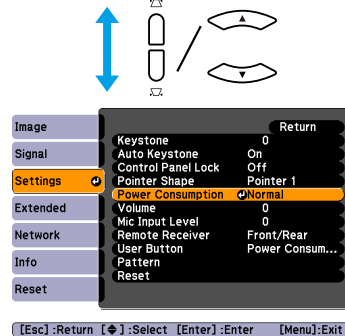 Image
Signal
Settings
Extended
Network
Info
Reset
Return
Keystone 0
Auto Keystone On
Control Panel Lock Off
Pointer Shape Pointer 1
Power Consumption Normal
Volume 0
Mic Input Level 0
Remote Receiver Front/Rear
User Button Power Consum...
Pattern
Reset
[Esc] :Return [◆] :Select [Enter] :Enter [Menu]:Exit